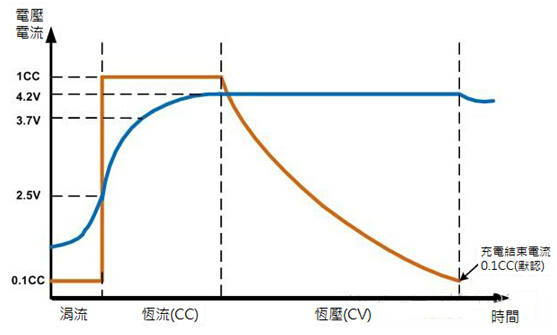 電壓
電流
1CC
4.2V
3.7V
2.5V
0.1CC
充電結束電流
0.1CC(默認)
涓流
恆流(CC)
恆壓(CV)
時間